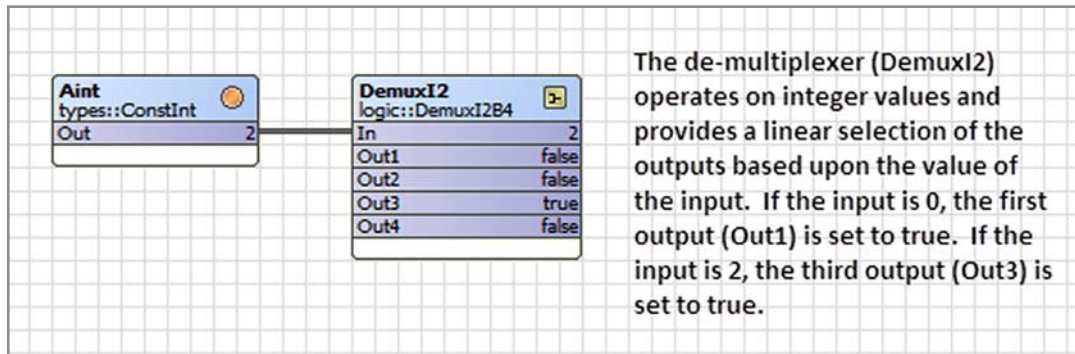 Aint
types::ConstInt
Out 2
DemuxI2
logic::DemuxI2B4
In 2
Out1 false
Out2 false
Out3 true
Out4 false
The de-multiplexer (DemuxI2)
operates on integer values and
provides a linear selection of the
outputs based upon the value of
the input. If the input is 0, the first
output (Out1) is set to true. If the
input is 2, the third output (Out3) is
set to true.